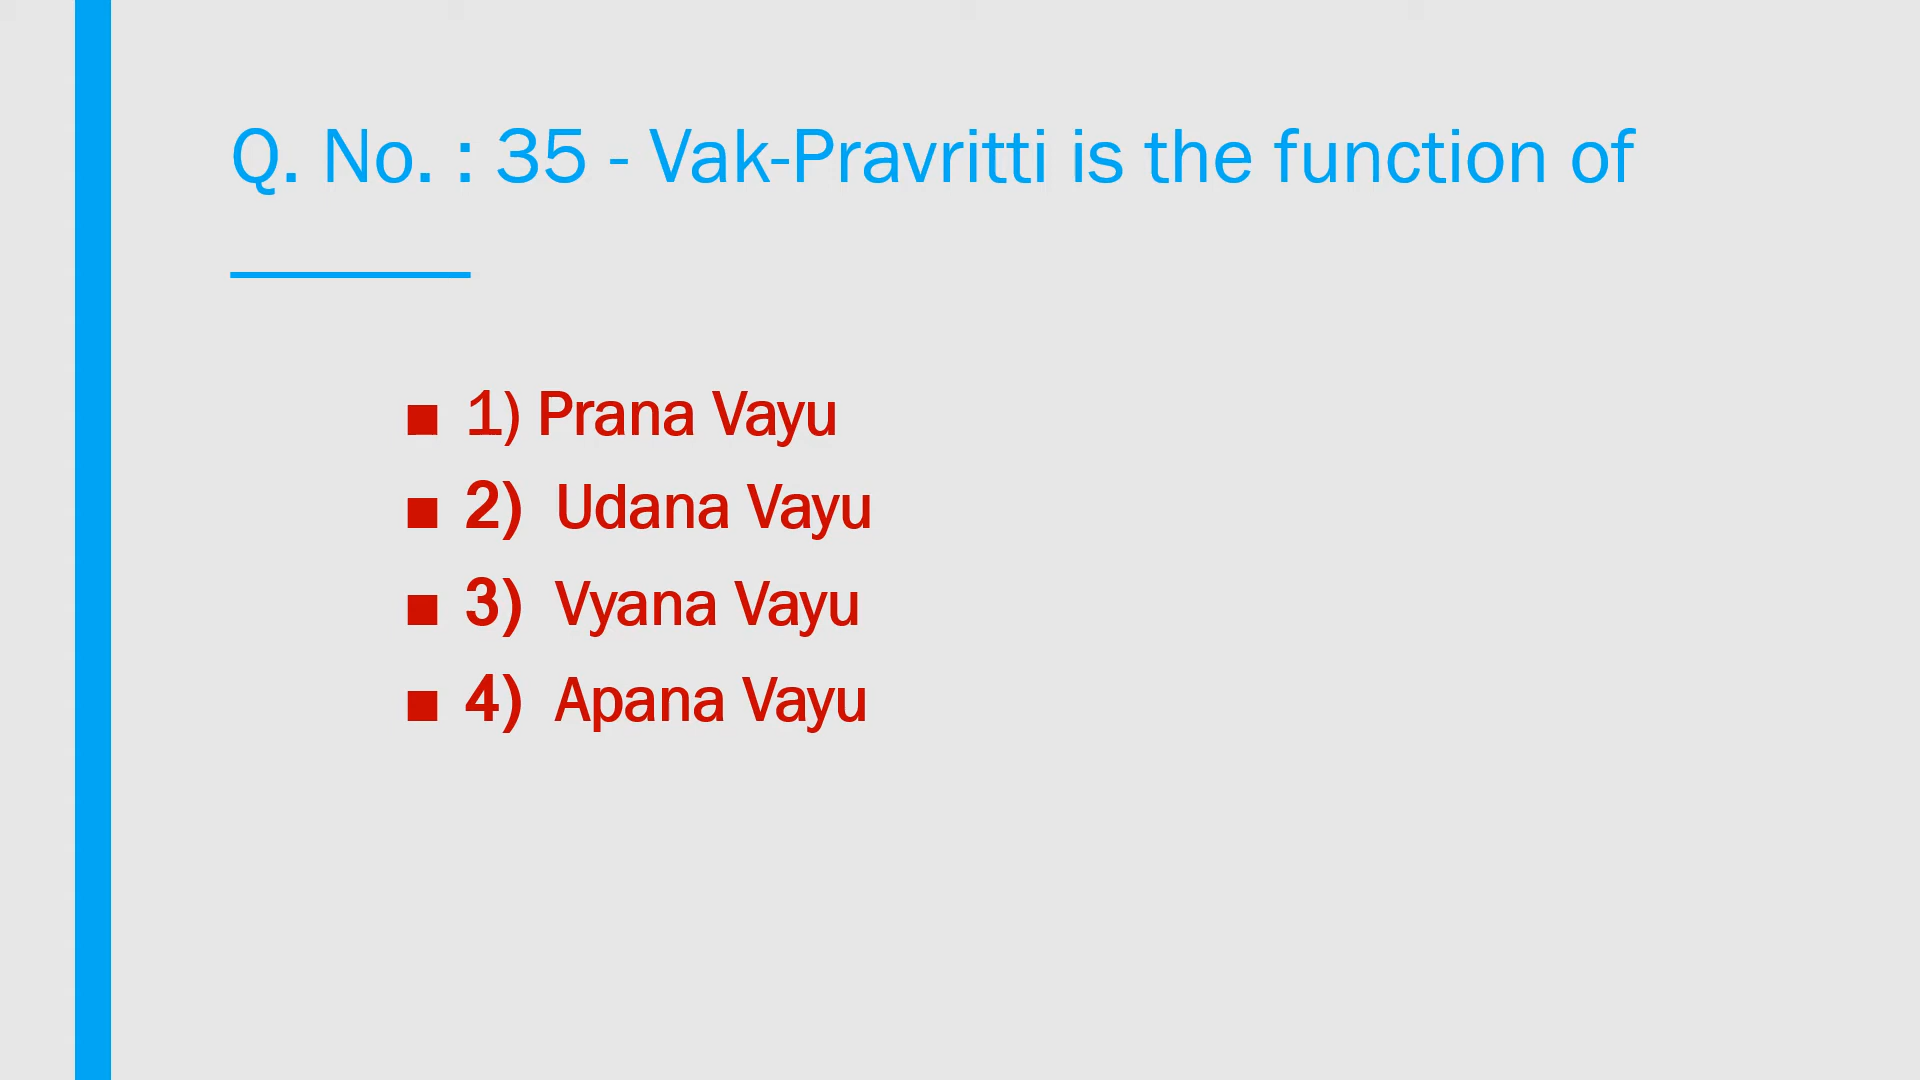 Q. No. : 35 - Vak-Pravritti is the function of
________
■ 1) Prana Vayu
■ 2) Udana Vayu
■ 3) Vyana Vayu
■ 4) Apana Vayu